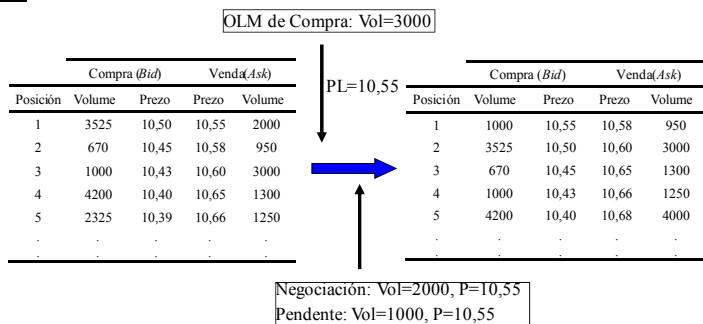 OLM de Compra: Vol=3000
PL=10,55
Compra (Bid) Venda(Ask)
Posición Volume Prezo Prezo Volume
1 3525 10,50 10,55 2000
2 670 10,45 10,58 950
3 1000 10,43 10,60 3000
4 4200 10,40 10,65 1300
5 2325 10,39 10,66 1250
. . . . .
. . . . .
Compra (Bid) Venda(Ask)
Posición Volume Prezo Prezo Volume
1 1000 10,55 10,58 950
2 3525 10,50 10,60 3000
3 670 10,45 10,65 1300
4 1000 10,43 10,66 1250
5 4200 10,40 10,68 4000
. . . . .
. . . . .
Negociación: Vol=2000, P=10,55
Pendente: Vol=1000, P=10,55